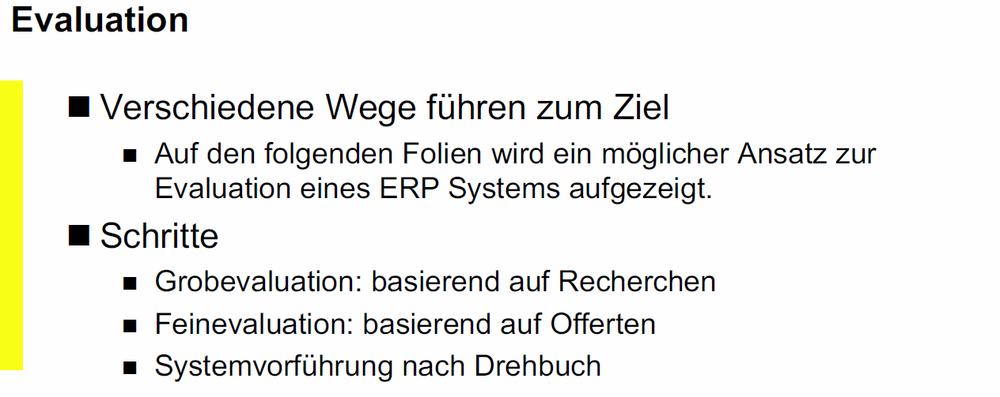 Evaluation
Verschiedene Wege führen zum Ziel
Auf den folgenden Folien wird ein möglicher Ansatz zur
Evaluation eines ERP Systems aufgezeigt.
Schritte
Grobevaluation: basierend auf Recherchen
Feinevaluation: basierend auf Offerten
Systemvorführung nach Drehbuch